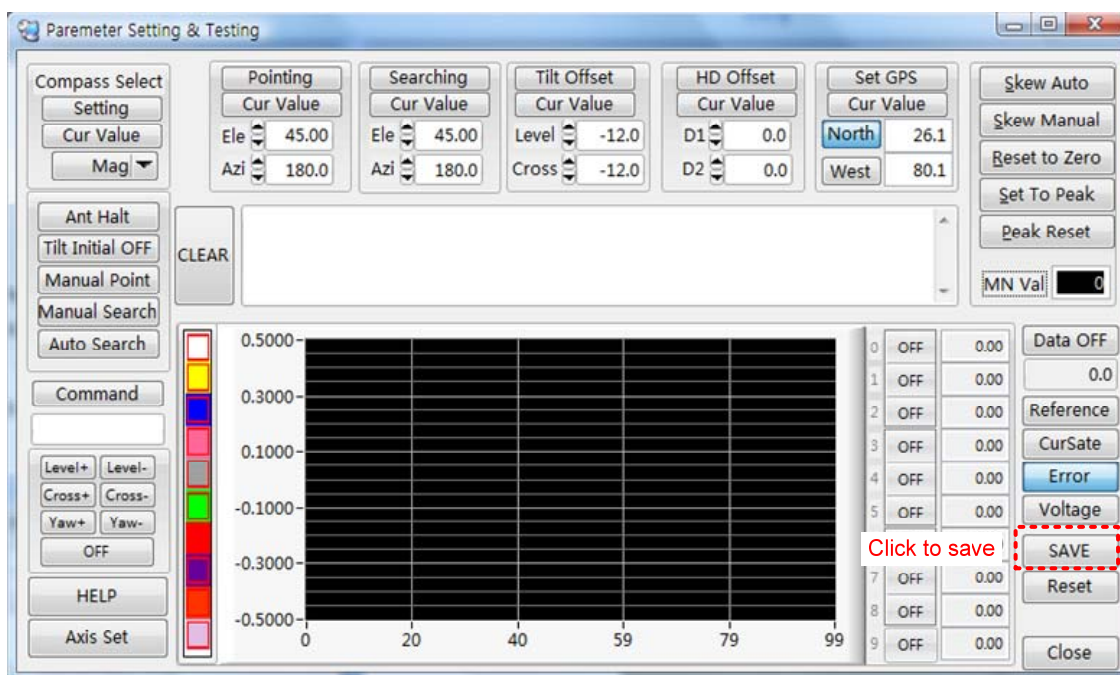 Paremeter Setting & Testing
Compass Select
Setting
Cur Value
Mag
Pointing
Cur Value
Ele 45.00
Azi 180.0
Searching
Cur Value
Ele 45.00
Azi 180.0
Tilt Offset
Cur Value
Level -12.0
Cross -12.0
HD Offset
Cur Value
D1 0.0
D2 0.0
Set GPS
Cur Value
North 26.1
West 80.1
Skew Auto
Skew Manual
Reset to Zero
Set To Peak
Peak Reset
MN Val 0
Ant Halt
Tilt Initial OFF
Manual Point
Manual Search
Auto Search
CLEAR
Command
Level+ Level-
Cross+ Cross-
Yaw+ Yaw-
OFF
HELP
Axis Set
0.5000
0.3000
0.1000
-0.1000
-0.3000
-0.5000
0 20 40 59 79 99
0 OFF 0.00
1 OFF 0.00
2 OFF 0.00
3 OFF 0.00
4 OFF 0.00
5 OFF 0.00
Click to save
7 OFF 0.00
8 OFF 0.00
9 OFF 0.00
Data OFF
0.0
Reference
CurSate
Error
Voltage
SAVE
Reset
Close